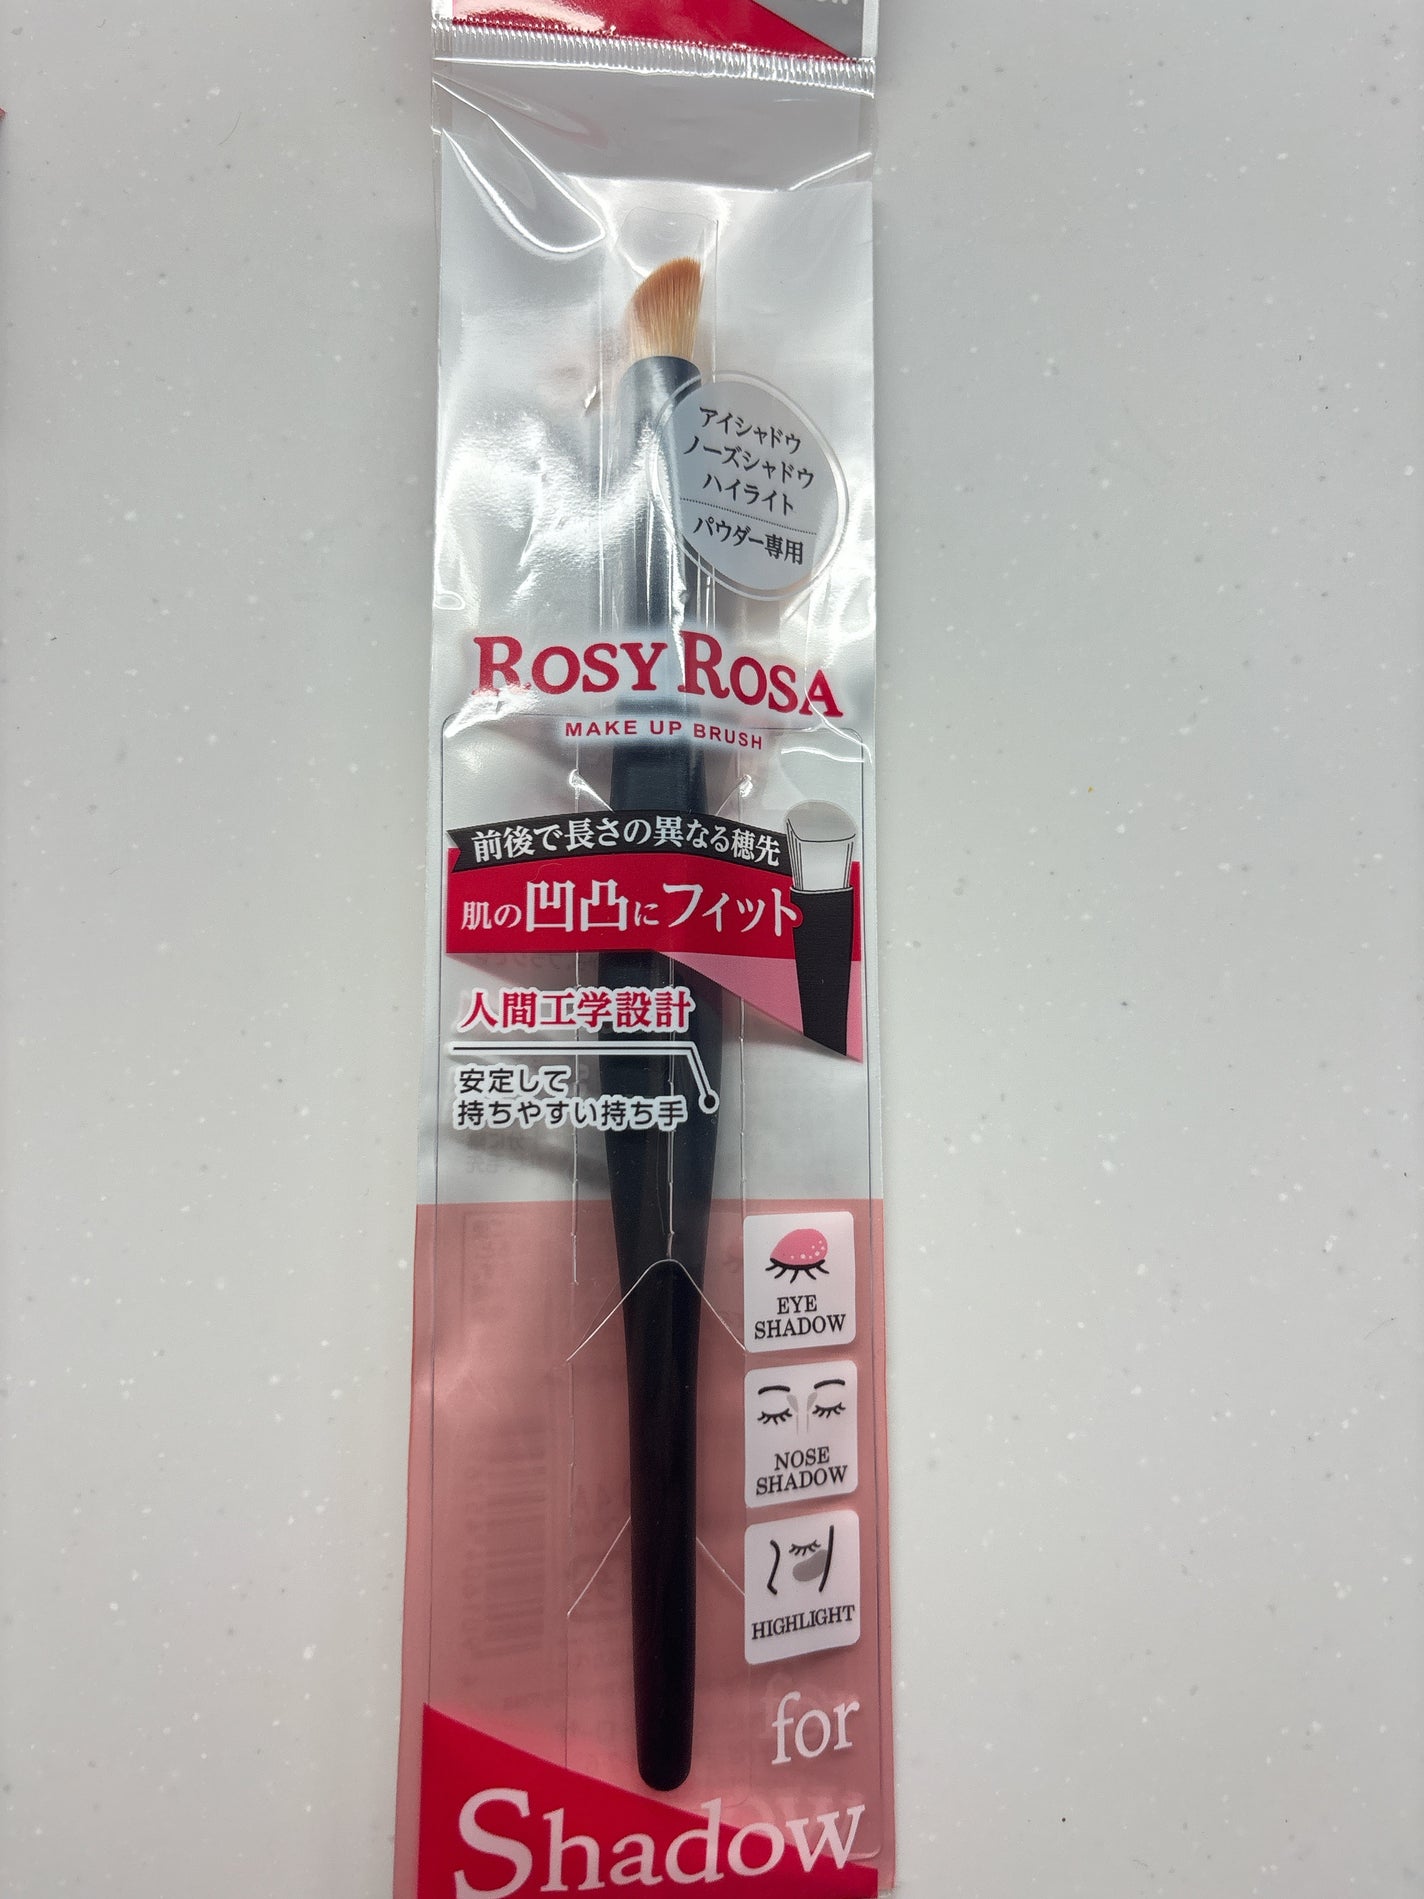 アイシャドウ
ノーズシャドウ
ハイライト
パウダー専用
ROSY ROSA
MAKE UP BRUSH
前後で長さの異なる穂先
肌の凹凸にフィット
人間工学設計
安定して
持ちやすい持ち手
EYE
SHADOW
NOSE
SHADOW
HIGHLIGHT
for
Shadow